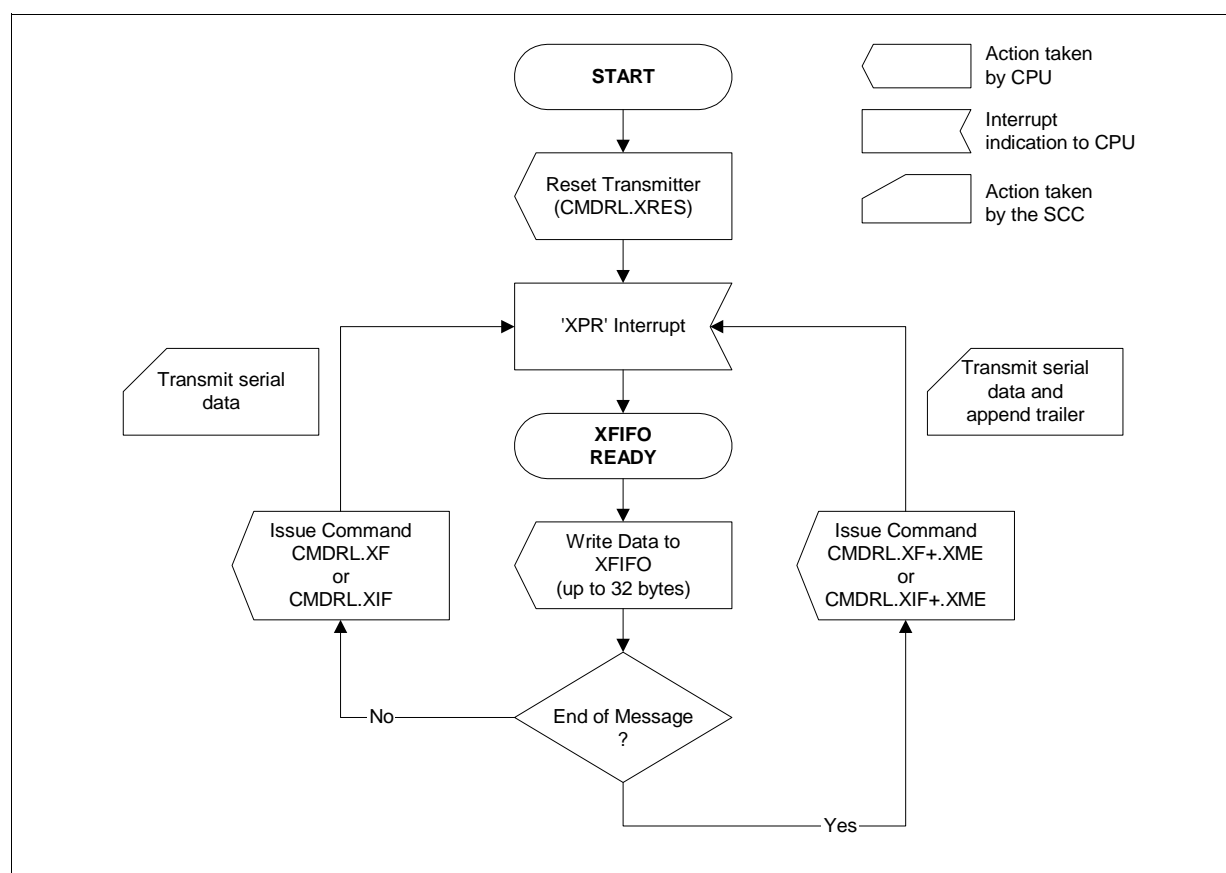 START
Action taken
by CPU
Interrupt
indication to CPU
Action taken
by the SCC
Reset Transmitter
(CMDRL.XRES)
'XPR' Interrupt
Transmit serial
data
Transmit serial
data and
append trailer
XFIFO
READY
Issue Command
CMDRL.XF
or
CMDRL.XIF
Write Data to
XFIFO
(up to 32 bytes)
Issue Command
CMDRL.XF+.XME
or
CMDRL.XIF+.XME
End of Message
?
No
Yes